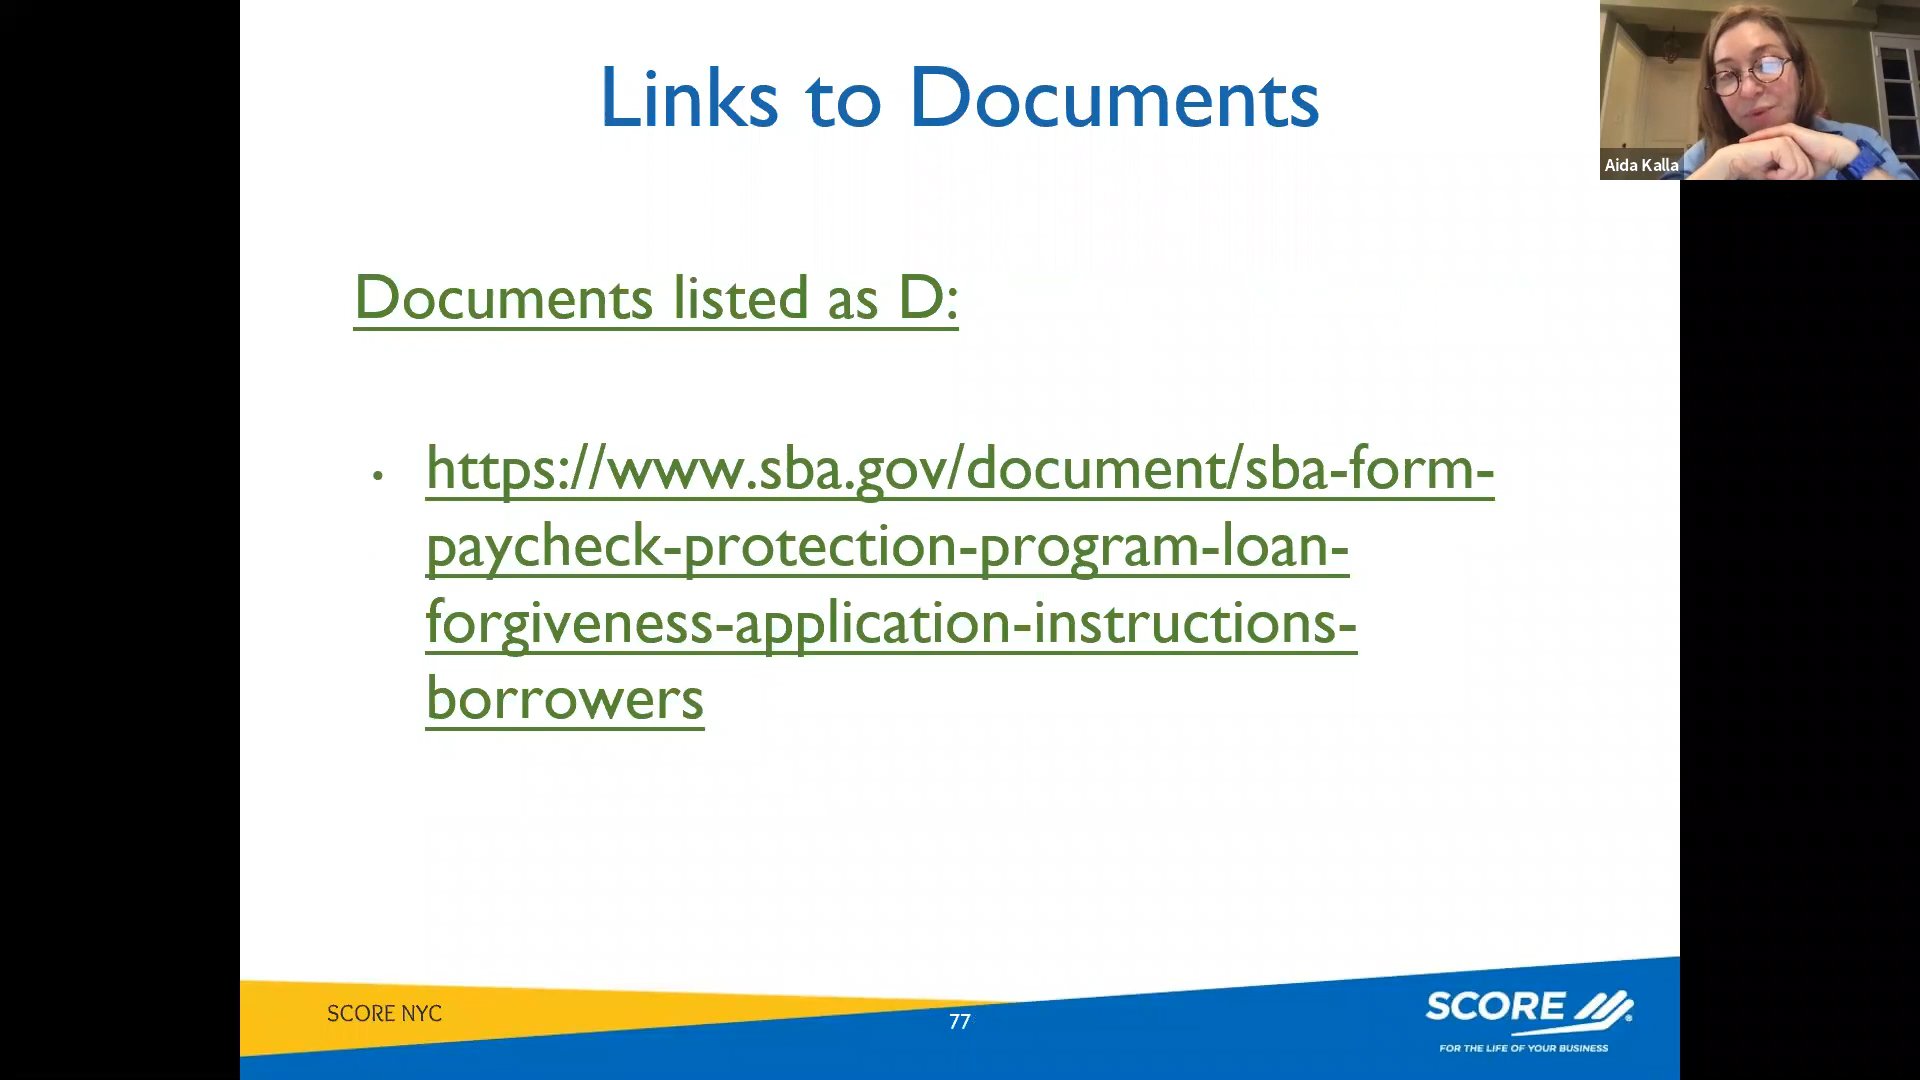 Links to Documents
Aida Kalla
Documents listed as D:
• https://www.sba.gov/document/sba-form-
paycheck-protection-program-loan-
forgiveness-application-instructions-
borrowers
SCORE NYC
77
SCORE
FOR THE LIFE OF YOUR BUSINESS